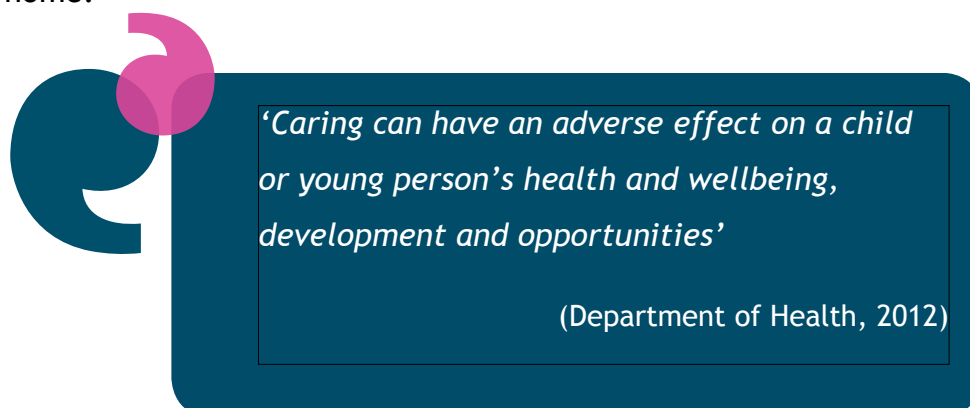 ‘Caring can have an adverse effect on a child
or young person’s health and wellbeing,
development and opportunities’
(Department of Health, 2012)